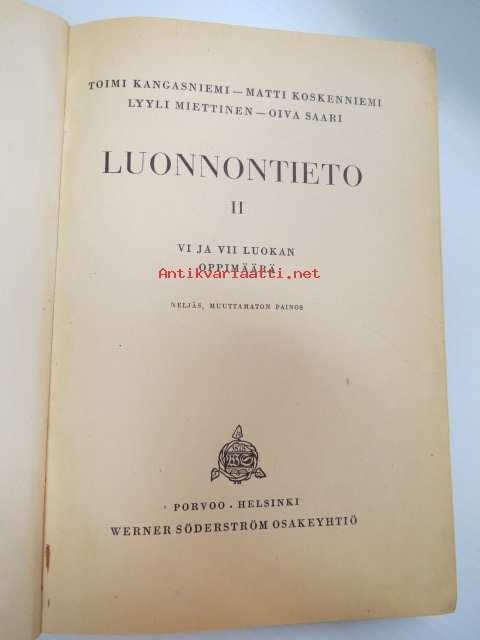 TOIMI KANGASNIEMI — MATTI KOSKENNIEMI
LYYLI MIETTINEN — OIVA SAARI
LUONNONTIETO
II
VI JA VII LUOKAN
OPPIMÄÄRÄ
Antikvariaatti.net
NELJÄS, MUUTTAMATON PAINOS
PORVOO • HELSINKI
WERNER SÖDERSTRÖM OSAKEYHTIÖ